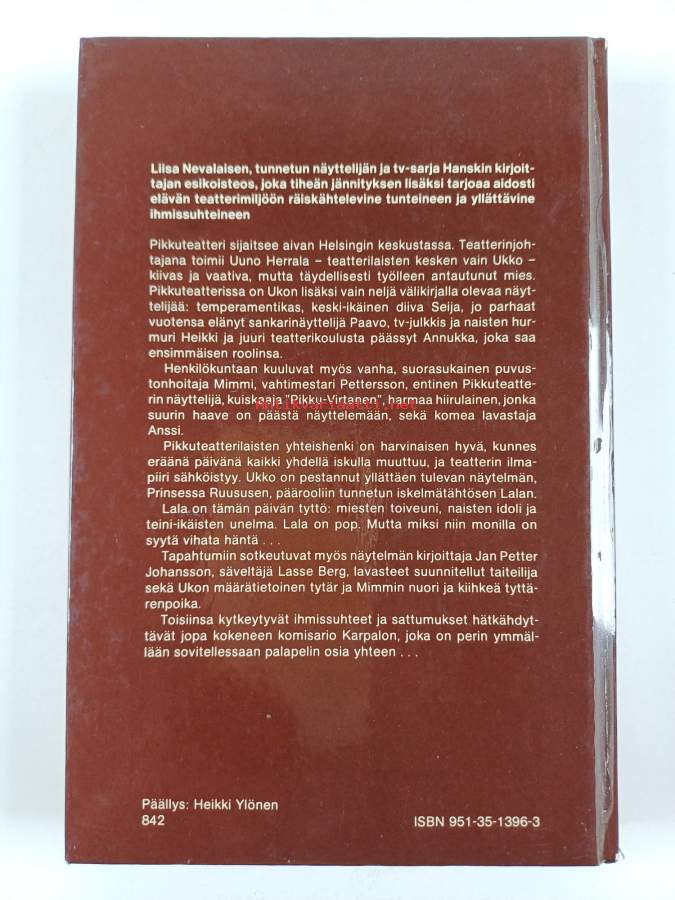 Liisa Nevalaisen, tunnetun näyttelijän ja tv-sarja Hanskin kirjoit-
tajan esikoisteos, joka tiheän jännityksen lisäksi tarjoaa aidosti
elävän teatterimiljöön räiskähtelevine tunteineen ja yllättävine
ihmissuhteineen
Pikkuteatteri sijaitsee aivan Helsingin keskustassa. Teatterinjoh-
tajana toimii Uuno Herrala – teatterilaisten kesken vain Ukko –
kiivas ja vaativa, mutta täydellisesti työlleen antautunut mies.
Pikkuteatterissa on Ukon lisäksi vain neljä välikirjalla olevaa näyt-
telijää: temperamentikas, keski-ikäinen diiva Seija, jo parhaat
vuotensa elänyt sankarinäyttelijä Paavo, tv-julkkis ja naisten hur-
muri Heikki ja juuri teatterikoulusta päässyt Annukka, joka saa
ensimmäisen roolinsa.
Henkilökuntaan kuuluvat myös vanha, suorasukainen puvus-
tonhoitaja Mimmi, vahtimestari Pettersson, entinen Pikkuteatte-
rin näyttelijä, kuiskaaja "Pikku-Virtanen", harmaa hiirulainen, jonka
suurin haave on päästä näyttelemään, sekä komea lavastaja
Anssi.
Pikkuteatterilaisten yhteishenki on harvinaisen hyvä, kunnes
eräänä päivänä kaikki yhdellä iskulla muuttuu, ja teatterin ilma-
piiri sähköistyy. Ukko on pestannut yllättäen tulevan näytelmän,
Prinsessa Ruususen, päärooliin tunnetun iskelmätähtösen Lalan.
Lala on tämän päivän tyttö: miesten toiveuni, naisten idoli ja
teini-ikäisten unelma. Lala on pop. Mutta miksi niin monilla on
syytä vihata häntä . . .
Tapahtumiin sotkeutuvat myös näytelmän kirjoittaja Jan Petter
Johansson, säveltäjä Lasse Berg, lavasteet suunnitellut taiteilija
sekä Ukon määrätietoinen tytär ja Mimmin nuori ja kiihkeä tyttä-
renpoika.
Toisiinsa kytkeytyvät ihmissuhteet ja sattumukset hätkähdyt-
tävät jopa kokeneen komisario Karpalon, joka on perin ymmäl-
lään sovitellessaan palapelin osia yhteen . . .
Antikvariaatti.net
Päällys: Heikki Ylönen
842
ISBN 951-35-1396-3